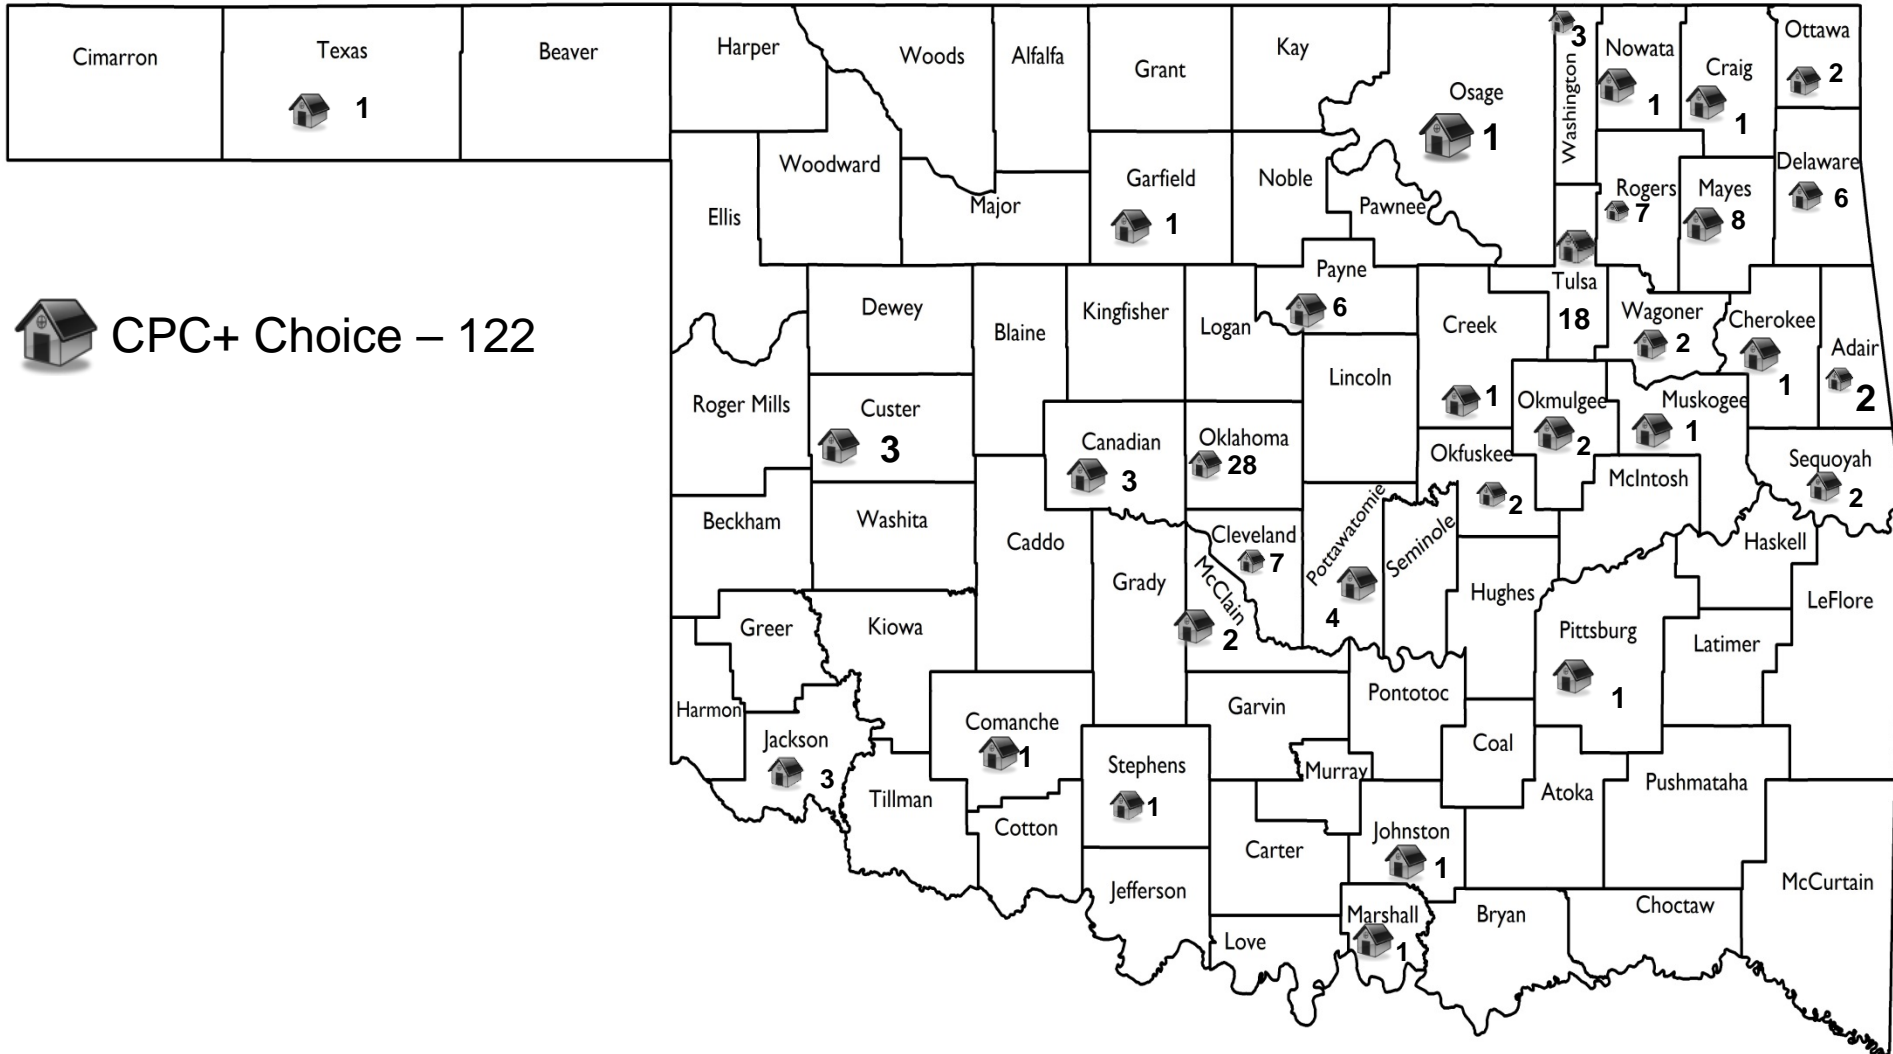 Cimarron
Texas
1
Beaver
Harper
Woods
Alfalfa
Grant
Kay
Osage
1
Washington
3
Nowata
1
Craig
1
Ottawa
2
Ellis
Woodward
Major
Garfield
1
Noble
Pawnee
Rogers
7
Mayes
8
Delaware
6
CPC+ Choice – 122
Dewey
Blaine
Kingfisher
Logan
Payne
6
Creek
1
Tulsa
18
Wagoner
2
Cherokee
1
Adair
2
Roger Mills
Custer
3
Canadian
3
Oklahoma
28
Lincoln
Okmulgee
2
Muskogee
1
Okfuskee
2
McIntosh
Sequoyah
2
Beckham
Washita
Caddo
Grady
Cleveland
7
McClain
2
Pottawatomie
4
Seminole
Hughes
Haskell
LeFlore
Greer
Kiowa
Pittsburg
1
Latimer
Harmon
Jackson
3
Comanche
1
Garvin
Pontotoc
Coal
Stephens
1
Murray
Tillman
Cotton
Atoka
Pushmataha
Carter
Johnston
1
Jefferson
Love
Marshall
1
Bryan
Choctaw
McCurtain